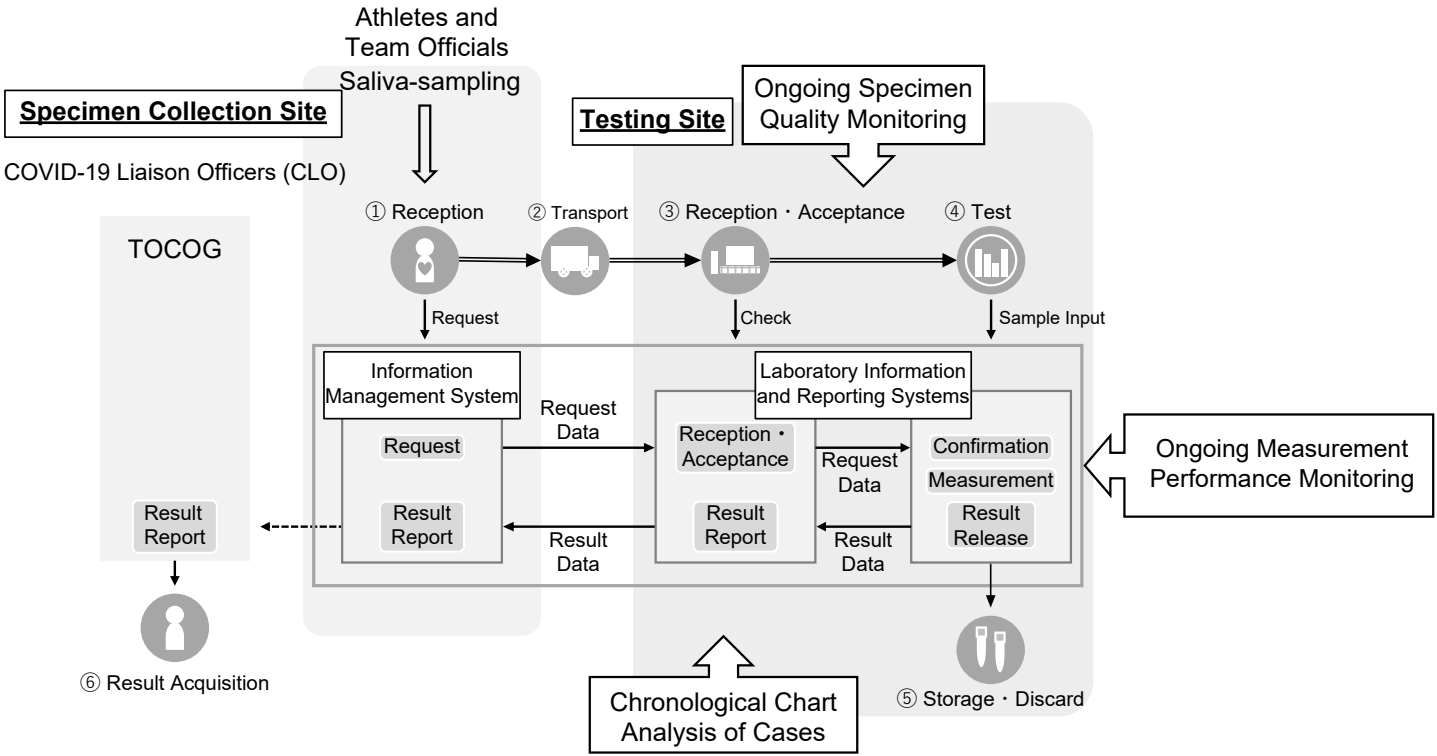 Athletes and
Team Officials
Saliva-sampling
Specimen Collection Site
COVID-19 Liaison Officers (CLO)
Testing Site
Ongoing Specimen
Quality Monitoring
① Reception
② Transport
③ Reception・Acceptance
④ Test
TOCOG
Request
Check
Sample Input
Information
Management System
Laboratory Information
and Reporting Systems
Request
Request
Data
Reception・
Acceptance
Request
Data
Confirmation
Measurement
Ongoing Measurement
Performance Monitoring
Result
Report
Result
Report
Result
Data
Result
Report
Result
Data
Result
Release
⑥ Result Acquisition
⑤ Storage・Discard
Chronological Chart
Analysis of Cases